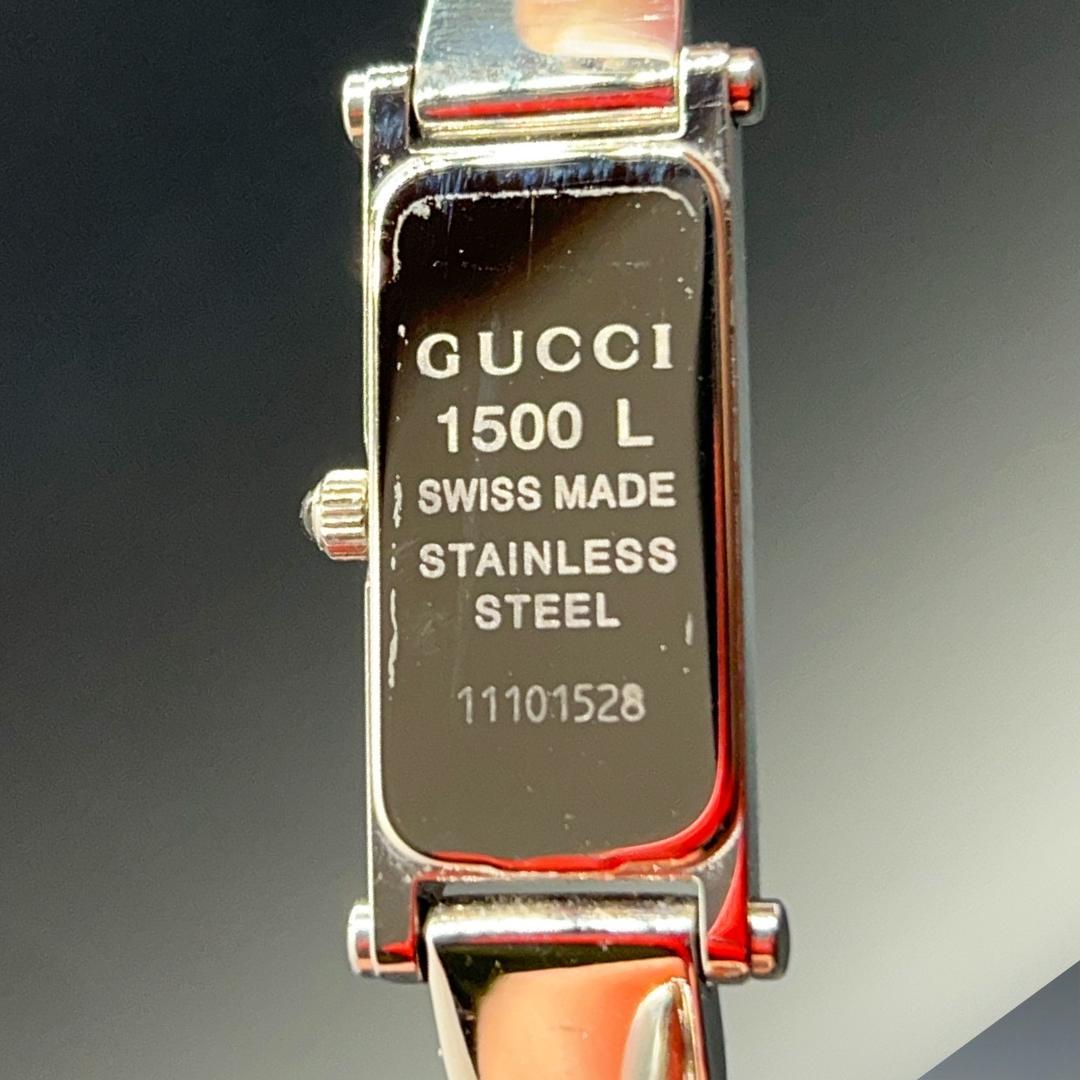 GUCCI
1500 L
SWISS MADE
STAINLESS
STEEL
11101528